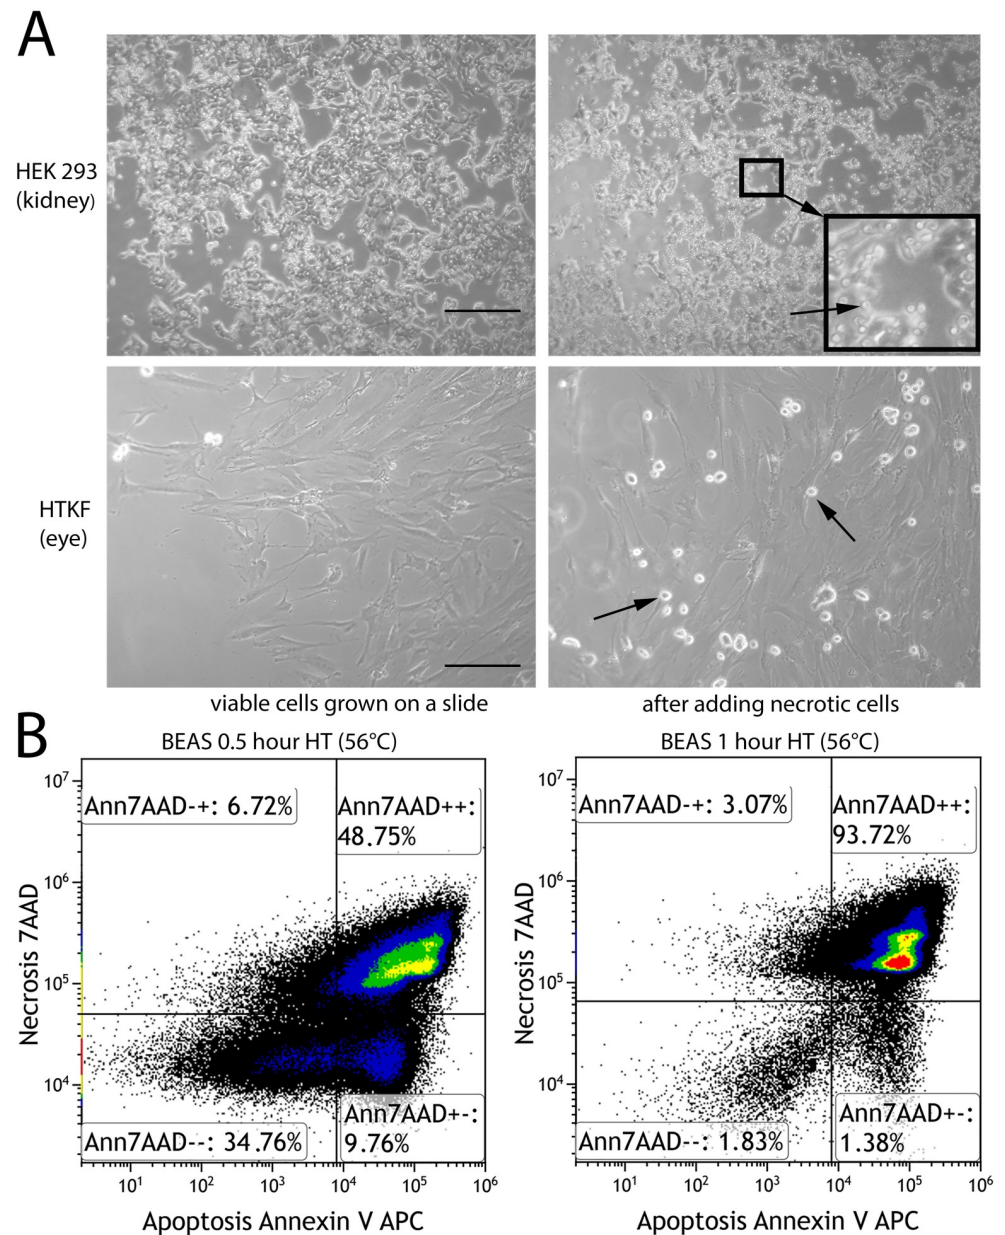 A
HEK 293
(kidney)
HTKF
(eye)
viable cells grown on a slide
after adding necrotic cells
B
BEAS 0.5 hour HT (56°C)
Ann7AAD-+: 6.72%
Ann7AAD++:
48.75%
Ann7AAD--: 34.76%
Ann7AAD+-:
9.76%
Necrosis 7AAD
10⁷
10⁶
10⁵
10⁴
10¹ 10² 10³ 10⁴ 10⁵ 10⁶
Apoptosis Annexin V APC
BEAS 1 hour HT (56°C)
Ann7AAD-+: 3.07%
Ann7AAD++:
93.72%
Ann7AAD--: 1.83%
Ann7AAD+-:
1.38%
Necrosis 7AAD
10⁷
10⁶
10⁵
10⁴
10¹ 10² 10³ 10⁴ 10⁵ 10⁶
Apoptosis Annexin V APC